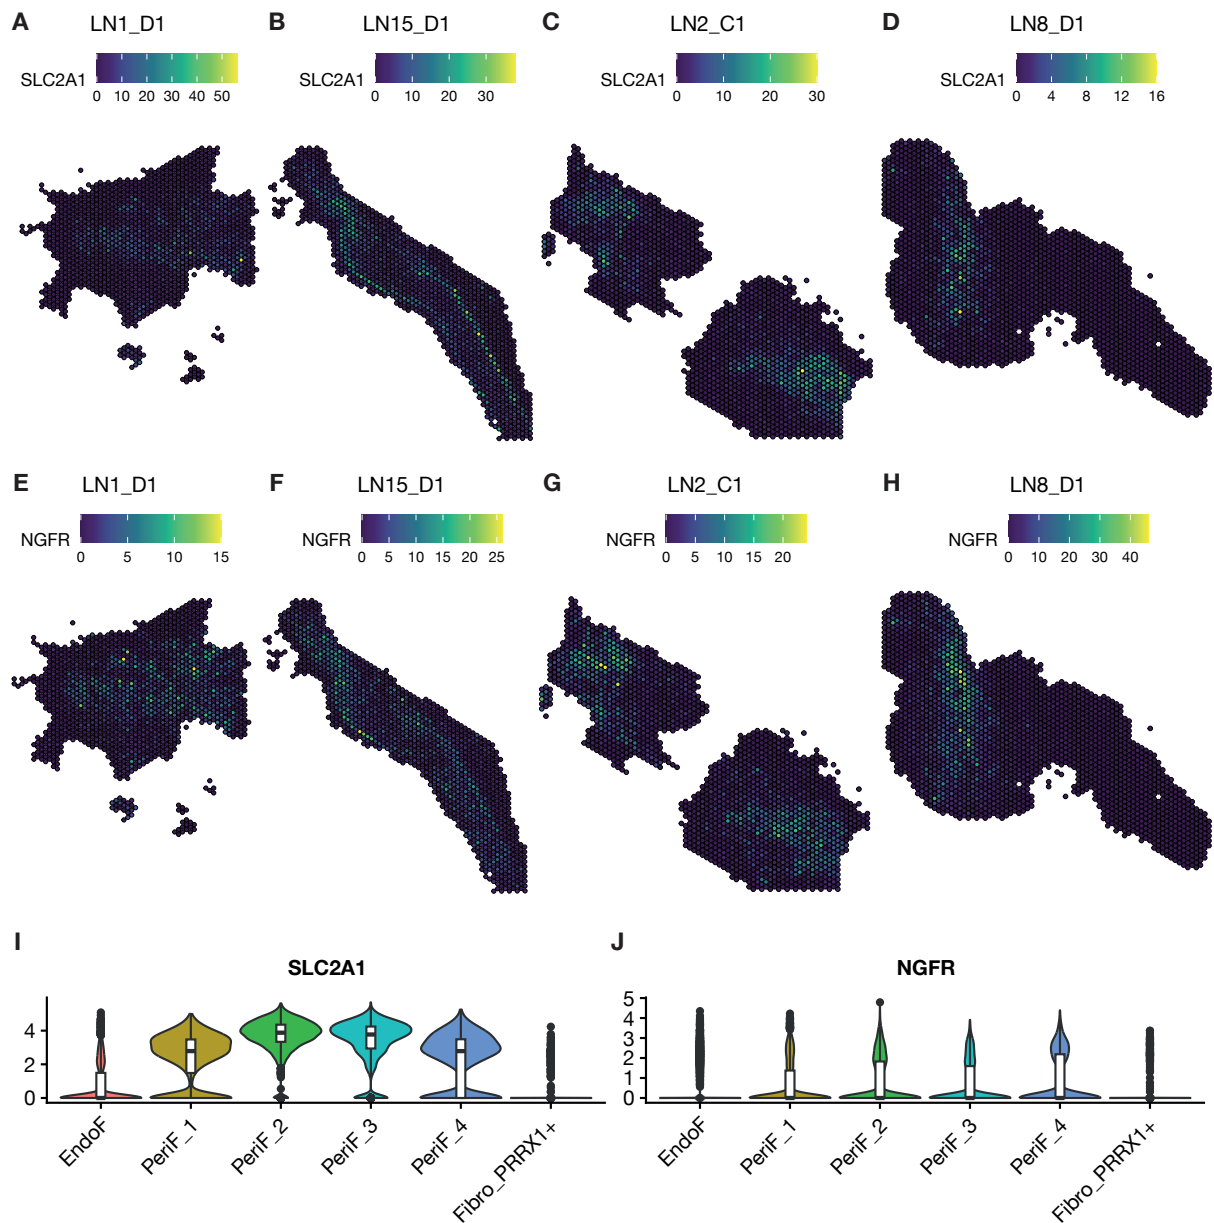 A LN1_D1
B LN15_D1
C LN2_C1
D LN8_D1
SLC2A1
0 10 20 30 40 50
SLC2A1
0 10 20 30
SLC2A1
0 10 20 30
SLC2A1
0 4 8 12 16
E LN1_D1
F LN15_D1
G LN2_C1
H LN8_D1
NGFR
0 5 10 15
NGFR
0 5 10 15 20 25
NGFR
0 5 10 15 20
NGFR
0 10 20 30 40
I
SLC2A1
4
2
0
EndoF
PeriF_1
PeriF_2
PeriF_3
PeriF_4
Fibro_PRRX1+
J
NGFR
5
4
3
2
1
0
EndoF
PeriF_1
PeriF_2
PeriF_3
PeriF_4
Fibro_PRRX1+